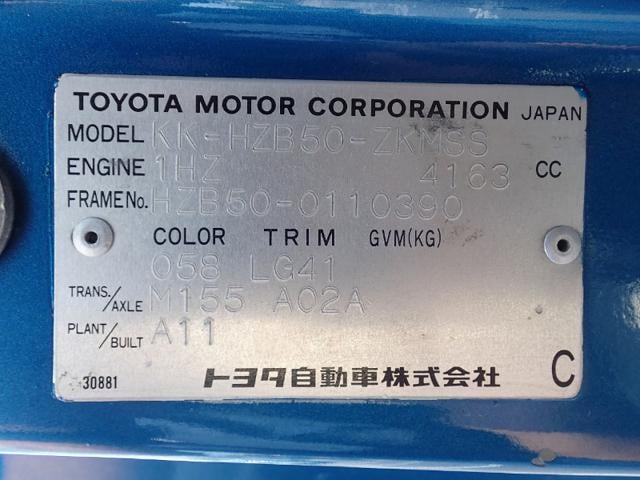 TOYOTA MOTOR CORPORATION JAPAN
MODEL KK-HZB50-ZKMSS
ENGINE 1HZ 4163 CC
FRAME No. HZB50-0110390
COLOR TRIM GVM(KG)
058 LG41
TRANS./AXLE M155 A02A
PLANT/BUILT A11
30881 トヨタ自動車株式会社 C